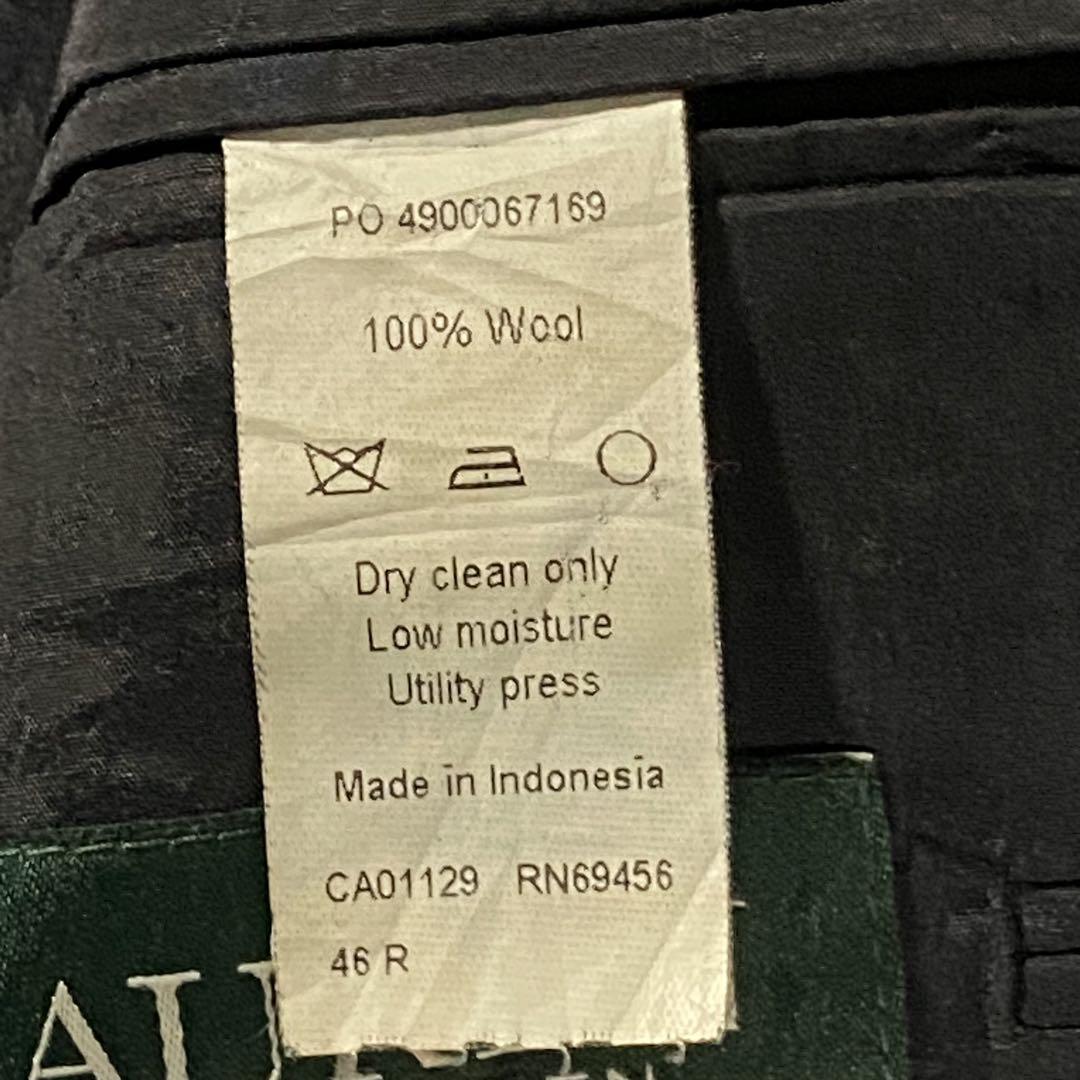 PO 4900067169
100% Wool
Dry clean only
Low moisture
Utility press
Made in Indonesia
CA01129 RN69456
46 R